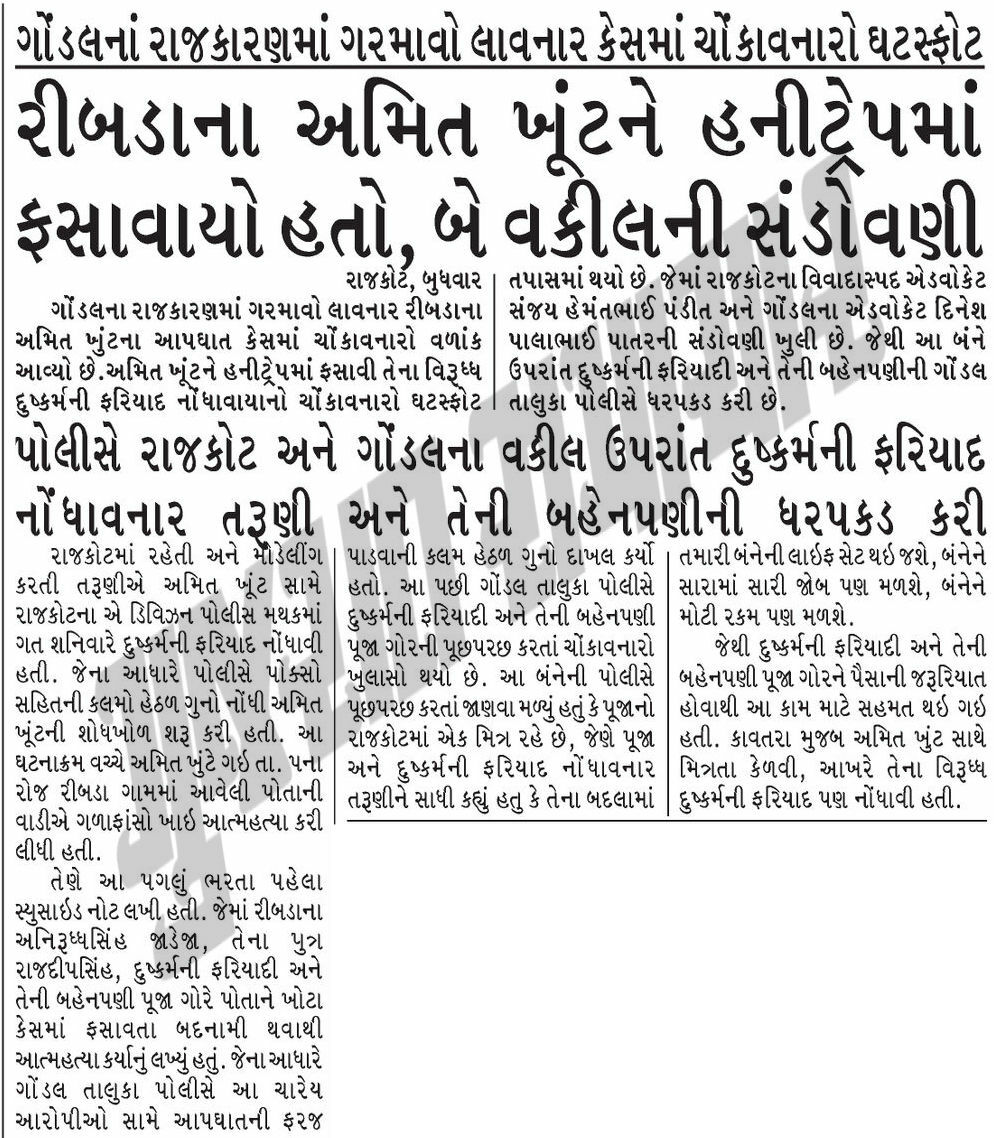 ગોંડલનાં રાજકારણમાં ગરમાવો લાવનાર કેસમાં ચોંકાવનારો ઘટસ્ફોટ
રીબડાના અમિત ખૂંટને હનીટ્રેપમાં
ફસાવાયો હતો, બે વકીલની સંડોવણી
રાજકોટ, બુધવાર
ગોંડલના રાજકારણમાં ગરમાવો લાવનાર રીબડાના
અમિત ખુંટના આપઘાત કેસમાં ચોંકાવનારો વળાંક
આવ્યો છે.અમિત ખૂંટને હનીટ્રેપમાં ફસાવી તેના વિરૂધ્ધ
દુષ્કર્મની ફરિયાદ નોંધાવાયાનો ચોંકાવનારો ઘટસ્ફોટ
તપાસમાં થયો છે. જેમાં રાજકોટના વિવાદાસ્પદ એડવોકેટ
સંજય હેમંતભાઈ પંડીત અને ગોંડલના એડવોકેટ દિનેશ
પાલાભાઈ પાતરની સંડોવણી ખુલી છે. જેથી આ બંને
ઉપરાંત દુષ્કર્મની ફરિયાદી અને તેની બહેનપણીની ગોંડલ
તાલુકા પોલીસે ધરપકડ કરી છે.
પોલીસે રાજકોટ અને ગોંડલના વકીલ ઉપરાંત દુષ્કર્મની ફરિયાદ
નોંધાવનાર તરૂણી અને તેની બહેનપણીની ધરપકડ કરી
રાજકોટમાં રહેતી અને મોડેલીંગ
કરતી તરૂણીએ અમિત ખૂંટ સામે
રાજકોટના એ ડિવિઝન પોલીસ મથકમાં
ગત શનિવારે દુષ્કર્મની ફરિયાદ નોંધાવી
હતી. જેના આધારે પોલીસે પોક્સો
સહિતની કલમો હેઠળ ગુનો નોંધી અમિત
ખૂંટની શોધખોળ શરૂ કરી હતી. આ
ઘટનાક્રમ વચ્ચે અમિત ખુંટે ગઇ તા. ૫ના
રોજ રીબડા ગામમાં આવેલી પોતાની
વાડીએ ગળાફાંસો ખાઇ આત્મહત્યા કરી
લીધી હતી.
તેણે આ પગલું ભરતા પહેલા
સ્યુસાઇડ નોટ લખી હતી. જેમાં રીબડાના
અનિરૂધ્ધસિંહ જાડેજા, તેના પુત્ર
રાજદીપસિંહ, દુષ્કર્મની ફરિયાદી અને
તેની બહેનપણી પૂજા ગોરે પોતાને ખોટા
કેસમાં ફસાવતા બદનામી થવાથી
આત્મહત્યા કર્યાનું લખ્યું હતું. જેના આધારે
ગોંડલ તાલુકા પોલીસે આ ચારેય
આરોપીઓ સામે આપઘાતની ફરજ
પાડવાની કલમ હેઠળ ગુનો દાખલ કર્યો
હતો. આ પછી ગોંડલ તાલુકા પોલીસે
દુષ્કર્મની ફરિયાદી અને તેની બહેનપણી
પૂજા ગોરની પૂછપરછ કરતાં ચોંકાવનારો
ખુલાસો થયો છે. આ બંનેની પોલીસે
પૂછપરછ કરતાં જાણવા મળ્યું હતું કે પૂજાનો
રાજકોટમાં એક મિત્ર રહે છે, જેણે પૂજા
અને દુષ્કર્મની ફરિયાદ નોંધાવનાર
તરૂણીને સાધી કહ્યું હતુ કે તેના બદલામાં
તમારી બંનેની લાઇફ સેટ થઇ જશે, બંનેને
સારામાં સારી જોબ પણ મળશે, બંનેને
મોટી રકમ પણ મળશે.
જેથી દુષ્કર્મની ફરિયાદી અને તેની
બહેનપણી પૂજા ગોરને પૈસાની જરૂરિયાત
હોવાથી આ કામ માટે સહમત થઇ ગઇ
હતી. કાવતરા મુજબ અમિત ખુંટ સાથે
મિત્રતા કેળવી, આખરે તેના વિરૂધ્ધ
દુષ્કર્મની ફરિયાદ પણ નોંધાવી હતી.
ગુજરાત સમાચાર